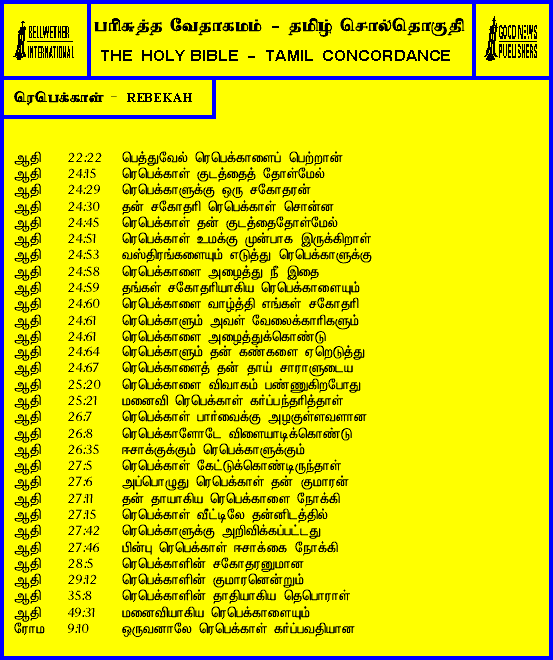 BELLWETHER
INTERNATIONAL
பரிசுத்த வேதாகமம் - தமிழ் சொல்தொகுதி
THE HOLY BIBLE - TAMIL CONCORDANCE
GOOD NEWS
PUBLISHERS
ரெபெக்காள் - REBEKAH
ஆதி 22:22 பெத்துவேல் ரெபெக்காளைப் பெற்றான்
ஆதி 24:15 ரெபெக்காள் குடத்தைத் தோள்மேல்
ஆதி 24:29 ரெபெக்காளுக்கு ஒரு சகோதரன்
ஆதி 24:30 தன் சகோதரி ரெபெக்காள் சொன்ன
ஆதி 24:45 ரெபெக்காள் தன் குடத்தைதோள்மேல்
ஆதி 24:51 ரெபெக்காள் உமக்கு முன்பாக இருக்கிறாள்
ஆதி 24:53 வஸ்திரங்களையும் எடுத்து ரெபெக்காளுக்கு
ஆதி 24:58 ரெபெக்காளை அழைத்து நீ இதை
ஆதி 24:59 தங்கள் சகோதரியாகிய ரெபெக்காளையும்
ஆதி 24:60 ரெபெக்காளை வாழ்த்தி எங்கள் சகோதரி
ஆதி 24:61 ரெபெக்காளும் அவள் வேலைக்காரிகளும்
ஆதி 24:61 ரெபெக்காளை அழைத்துக்கொண்டு
ஆதி 24:64 ரெபெக்காளும் தன் கண்களை ஏறெடுத்து
ஆதி 24:67 ரெபெக்காளைத் தன் தாய் சாராளுடைய
ஆதி 25:20 ரெபெக்காளை விவாகம் பண்ணுகிறபோது
ஆதி 25:21 மனைவி ரெபெக்காள் கர்ப்பந்தரித்தாள்
ஆதி 26:7 ரெபெக்காள் பார்வைக்கு அழகுள்ளவளான
ஆதி 26:8 ரெபெக்காளோடே விளையாடிக்கொண்டு
ஆதி 26:35 ஈசாக்குக்கும் ரெபெக்காளுக்கும்
ஆதி 27:5 ரெபெக்காள் கேட்டுக்கொண்டிருந்தாள்
ஆதி 27:6 அப்பொழுது ரெபெக்காள் தன் குமாரன்
ஆதி 27:11 தன் தாயாகிய ரெபெக்காளை நோக்கி
ஆதி 27:15 ரெபெக்காள் வீட்டிலே தன்னிடத்தில்
ஆதி 27:42 ரெபெக்காளுக்கு அறிவிக்கப்பட்டது
ஆதி 27:46 பின்பு ரெபெக்காள் ஈசாக்கை நோக்கி
ஆதி 28:5 ரெபெக்காளின் சகோதரனுமான
ஆதி 29:12 ரெபெக்காளின் குமாரனென்றும்
ஆதி 35:8 ரெபெக்காளின் தாதியாகிய தெபொராள்
ஆதி 49:31 மனைவியாகிய ரெபெக்காளையும்
ரோம 9:10 ஒருவனாலே ரெபெக்காள் கர்ப்பவதியான